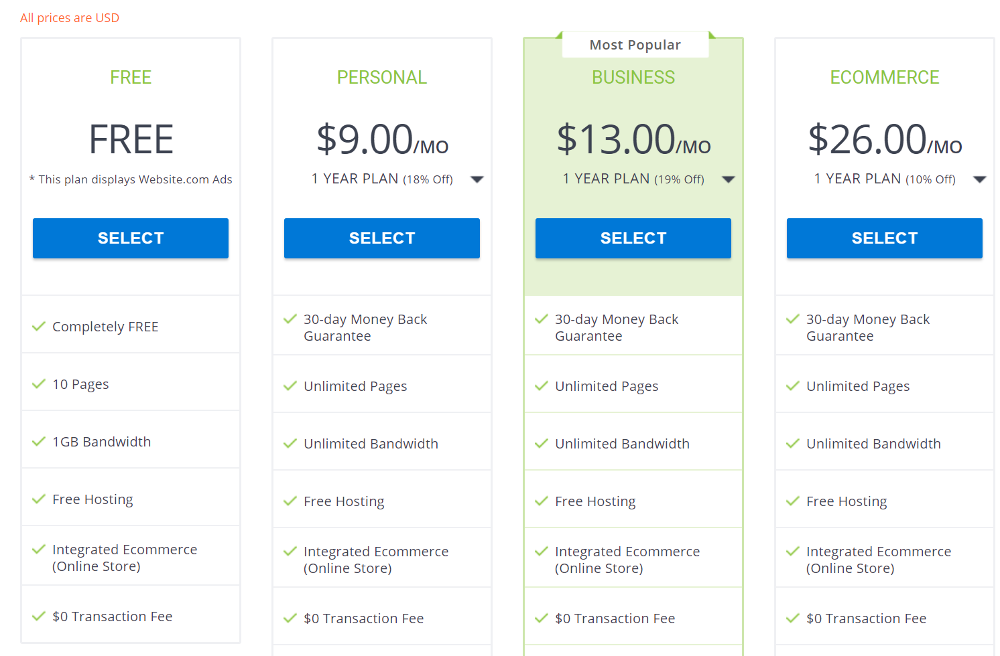 All prices are USD
FREE
FREE
* This plan displays Website.com Ads
SELECT
Completely FREE
10 Pages
1GB Bandwidth
Free Hosting
Integrated Ecommerce
(Online Store)
$0 Transaction Fee
PERSONAL
$9.00/MO
1 YEAR PLAN (18% Off)
SELECT
30-day Money Back
Guarantee
Unlimited Pages
Unlimited Bandwidth
Free Hosting
Integrated Ecommerce
(Online Store)
$0 Transaction Fee
Most Popular
BUSINESS
$13.00/MO
1 YEAR PLAN (19% Off)
SELECT
30-day Money Back
Guarantee
Unlimited Pages
Unlimited Bandwidth
Free Hosting
Integrated Ecommerce
(Online Store)
$0 Transaction Fee
ECOMMERCE
$26.00/MO
1 YEAR PLAN (10% Off)
SELECT
30-day Money Back
Guarantee
Unlimited Pages
Unlimited Bandwidth
Free Hosting
Integrated Ecommerce
(Online Store)
$0 Transaction Fee